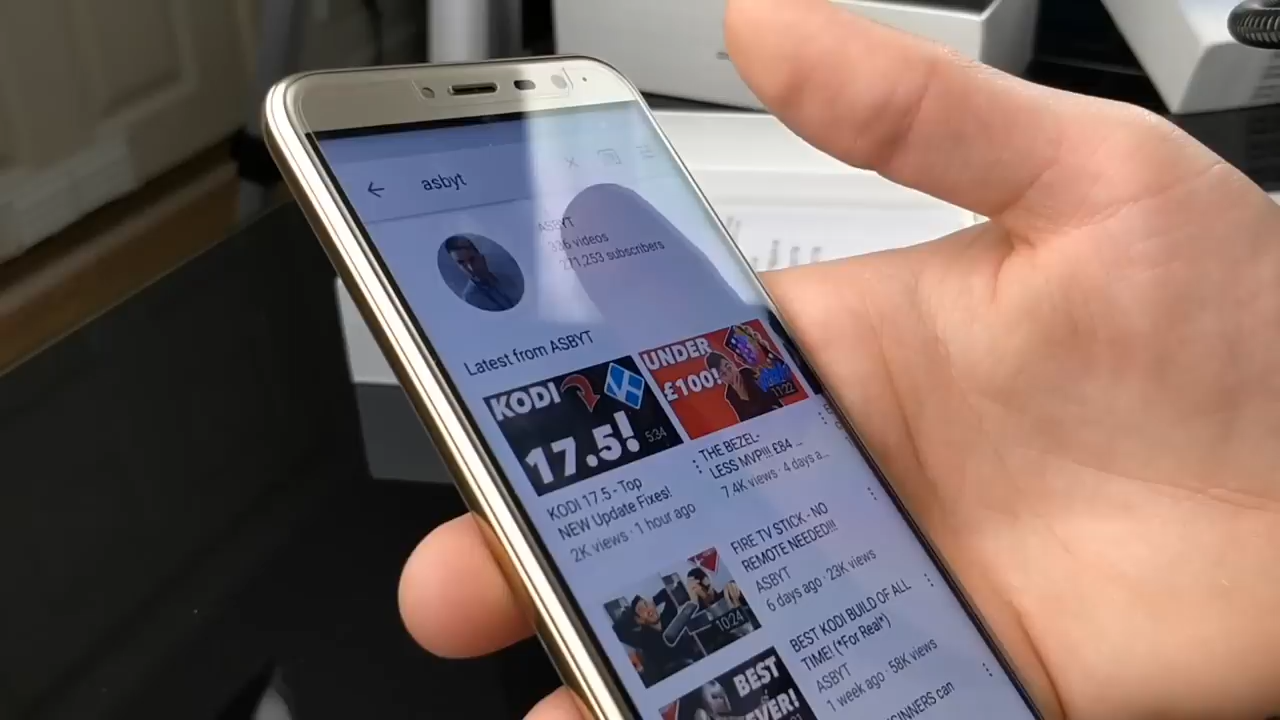 asbyt
ASBYT
336 videos
271,253 subscribers
Latest from ASBYT
KODI
17.5!
5:34
UNDER
£100!
11:22
KODI 17.5 - Top
NEW Update Fixes!
2K views · 1 hour ago
THE BEZEL-
LESS MVP!!! £84 ...
7.4K views · 4 days a...
10:24
FIRE TV STICK - NO
REMOTE NEEDED!!!
ASBYT
6 days ago · 23K views
BEST
EVER!
BEST KODI BUILD OF ALL
TIME! (*For Real*)
ASBYT
1 week ago · 58K views